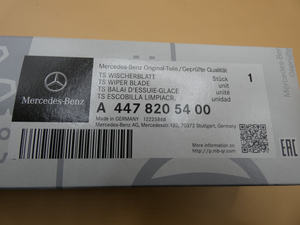 Mercedes-Benz Original-Teile/Geprüfte Qualität
TS WISCHERBLATT Stück 1
TS WIPER BLADE unit
TS BALAI D'ESSUIE-GLACE unité
TS ESCOBILLA LIMPIACR. unidad
Mercedes-Benz
A 447 820 54 00
Made in GERMANY
Mercedes-Benz AG, Mercedesstr. 120, 70372 Stuttgart, Germany
More information on
EAC